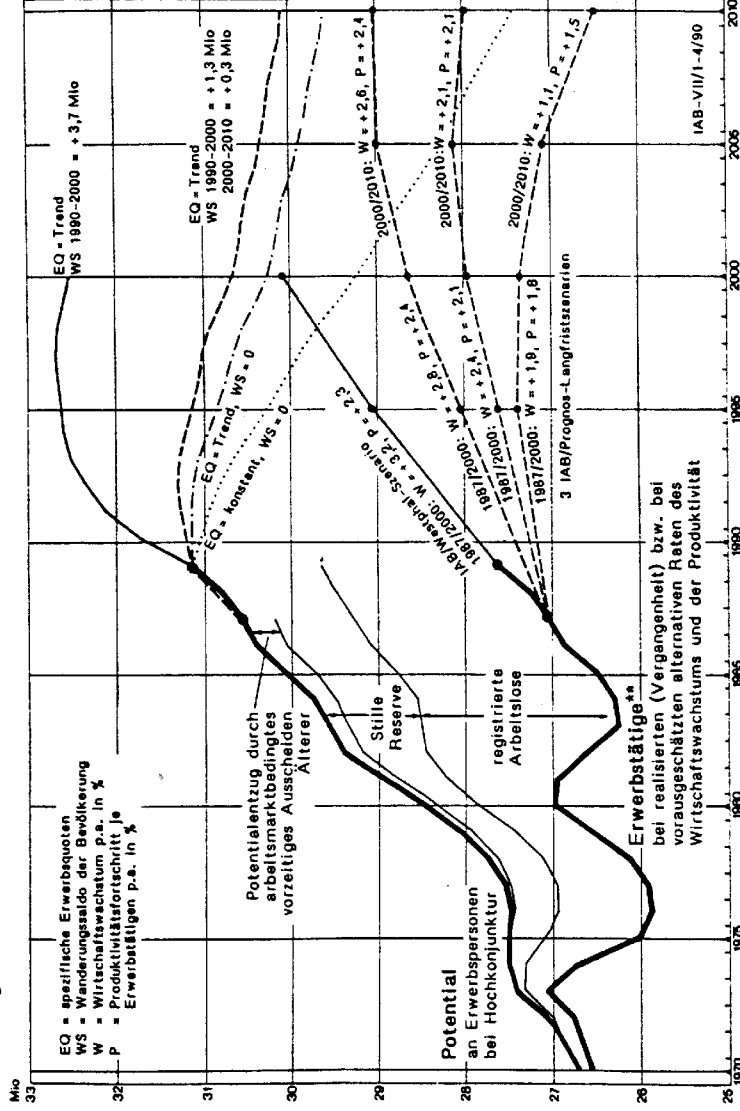 Mio
33
32
31
30
29
28
27
26
25
1970
1975
1980
1985
1990
1995
2000
2005
2010
EQ = spezifische Erwerbsquoten
WS = Wanderungssaldo der Bevölkerung
W = Wirtschaftswachstum p.a. in %
P = Produktivitätsfortschritt je
Erwerbstätigen p.a. in %
Potentialentzug durch
arbeitsmarktbedingtes
vorzeitiges Ausscheiden
Älterer
Stille
Reserve
registrierte
Arbeitslose
Potential
an Erwerbspersonen
bei Hochkonjunktur
Erwerbstätige**
bei realisierten (Vergangenheit) bzw. bei
vorausgeschätzten alternativen Raten des
Wirtschaftswachstums und der Produktivität
EQ = Trend
WS 1990-2000 = +3,7 Mio
EQ = Trend
WS 1990-2000 = +1,3 Mio
2000-2010 = +0,3 Mio
EQ = Trend, WS = 0
EQ = konstant, WS = 0
IAB/Westphal-Szenario
1987/2000: W = +3,2, P = +2,3
1987/2000: W = +2,8, P = +2,4
2000/2010: W = +2,6, P = +2,4
1987/2000: W = +2,4, P = +2,1
2000/2010: W = +2,1, P = +2,1
1987/2000: W = +1,9, P = +1,8
2000/2010: W = +1,1, P = +1,5
3 IAB/Prognos-Langfristszenarien
IAB-VII/1-4/90